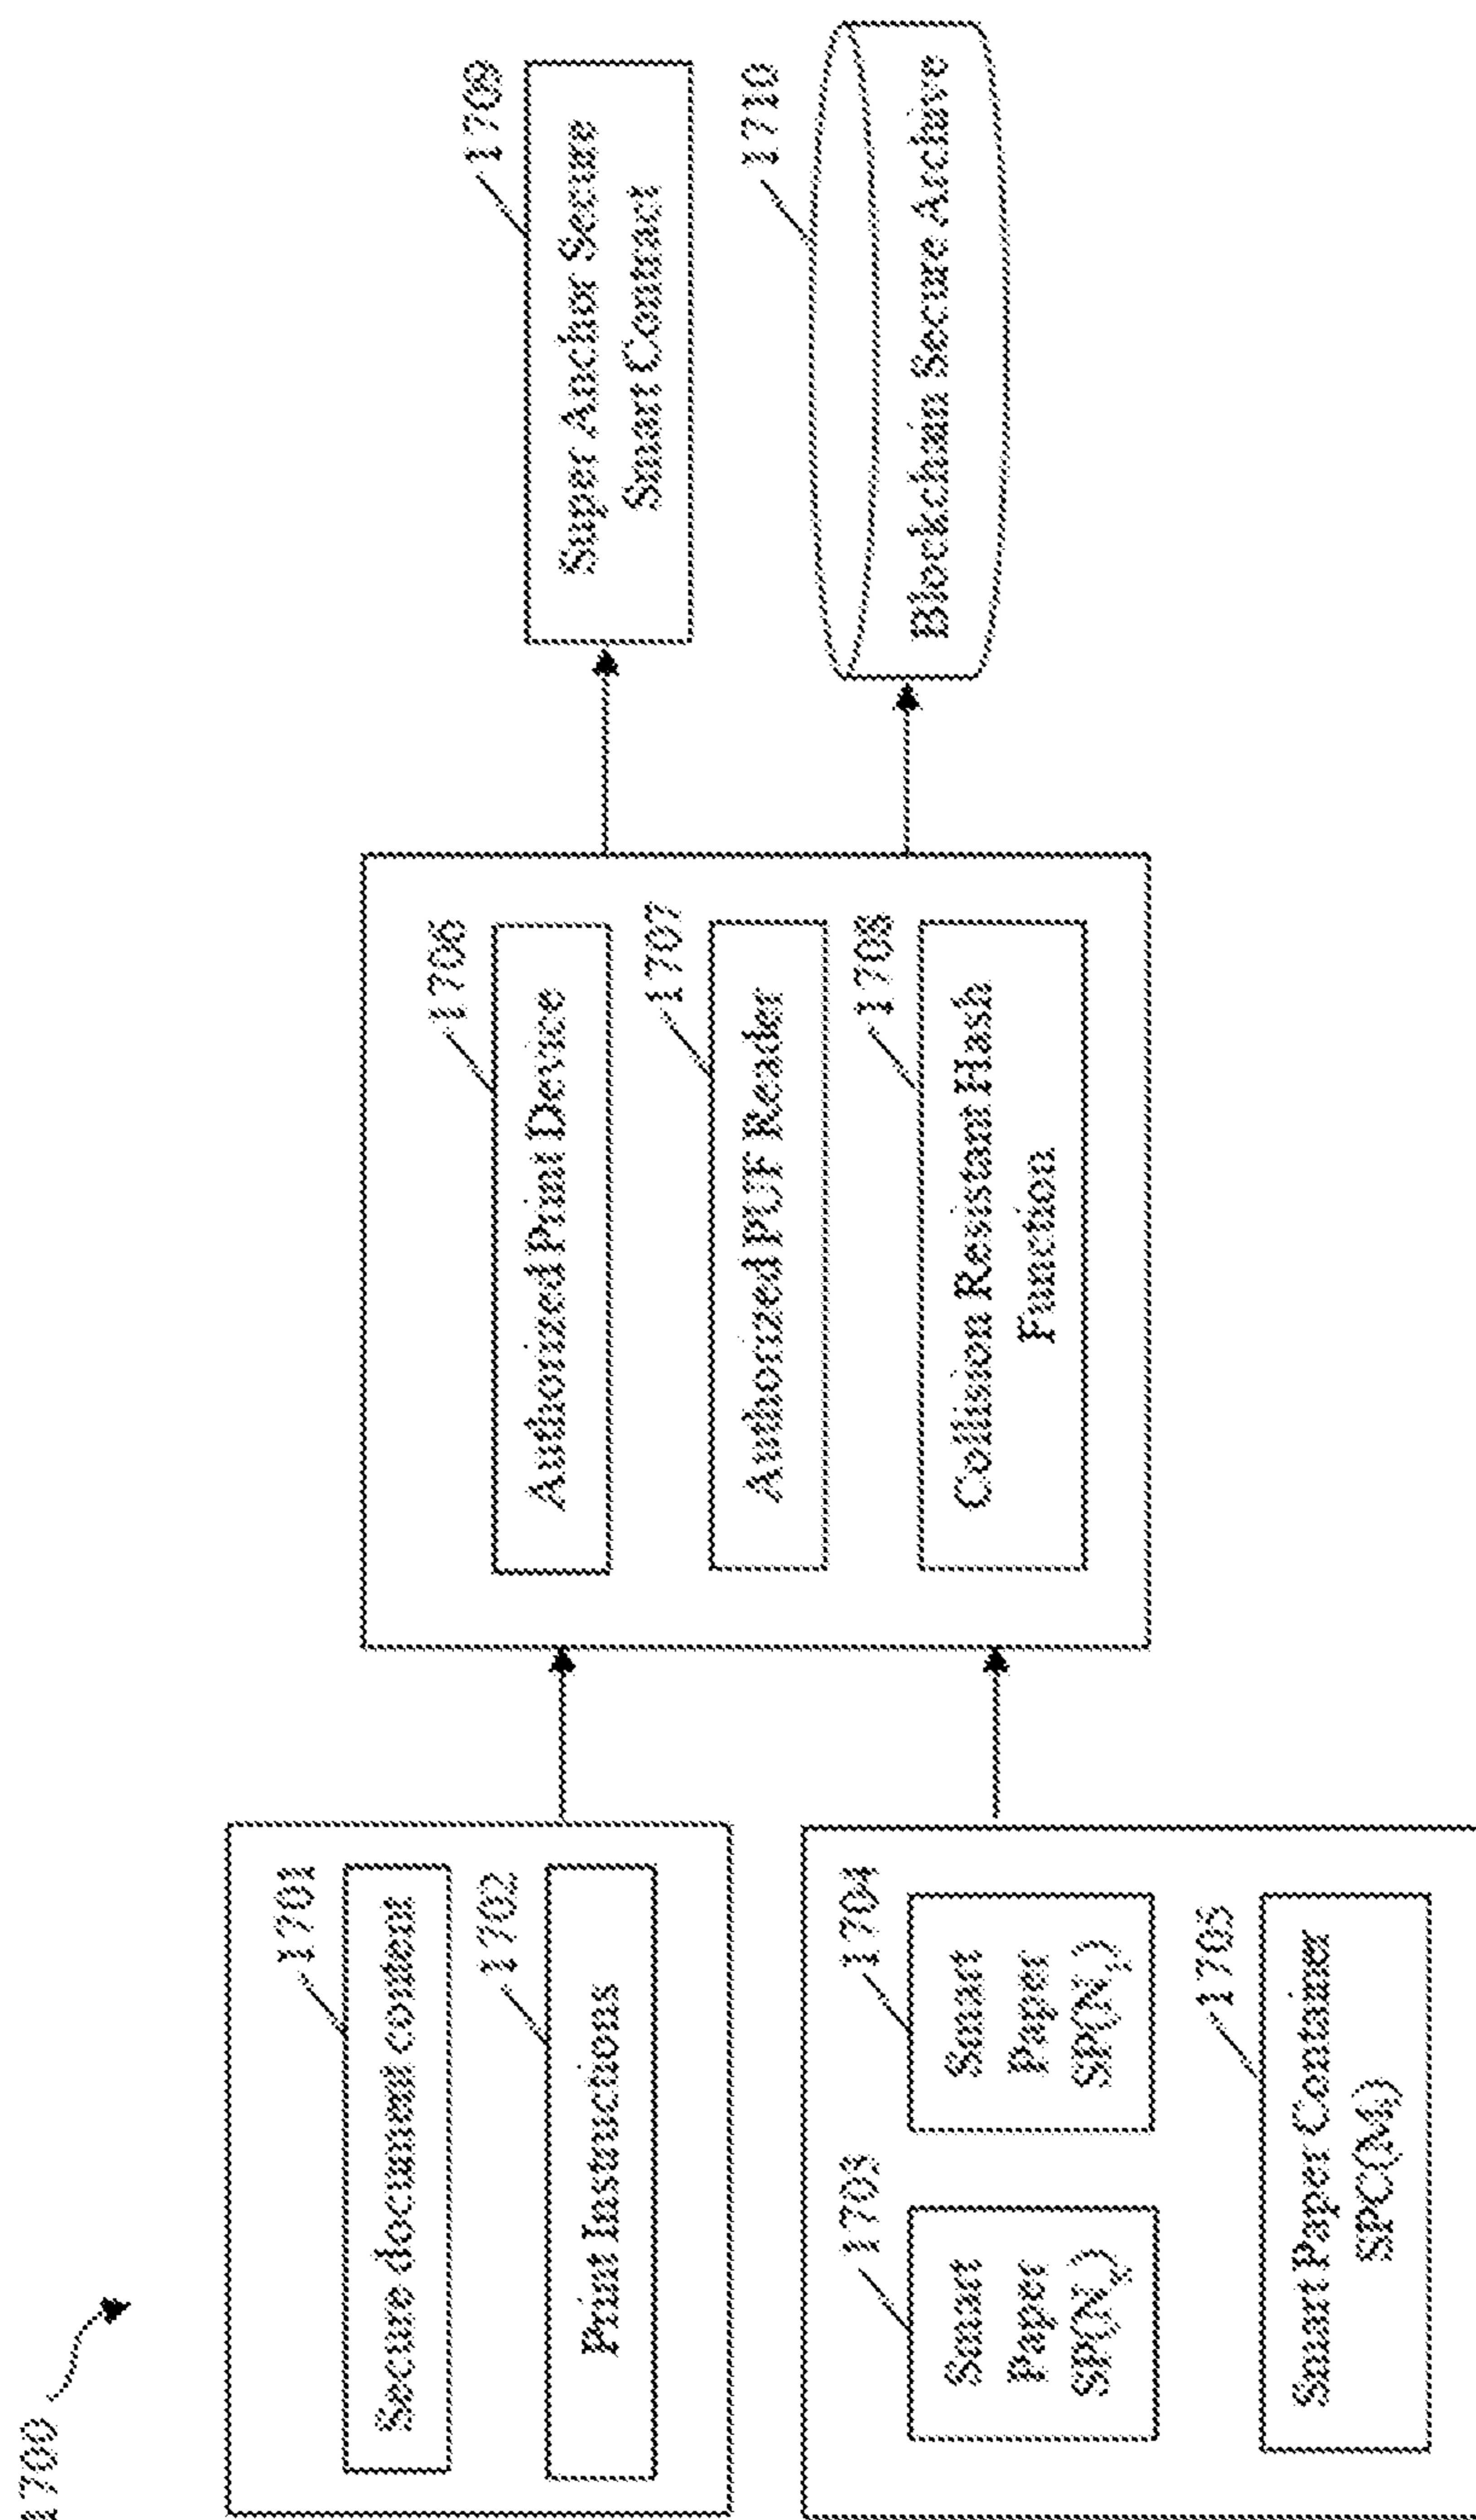 1700
1701
Secure document content
1702
Print Instructions
1703
Smart
Paper
1704
Smart
Paper
1705
Smart Paper Container
1706
Authorized Print Device
1707
Authorized PUF Reader
1708
Collision Resistant Hash
Function
1709
Super Anchor Secure
Smart Contract
1710
Blockchain Secure Archive